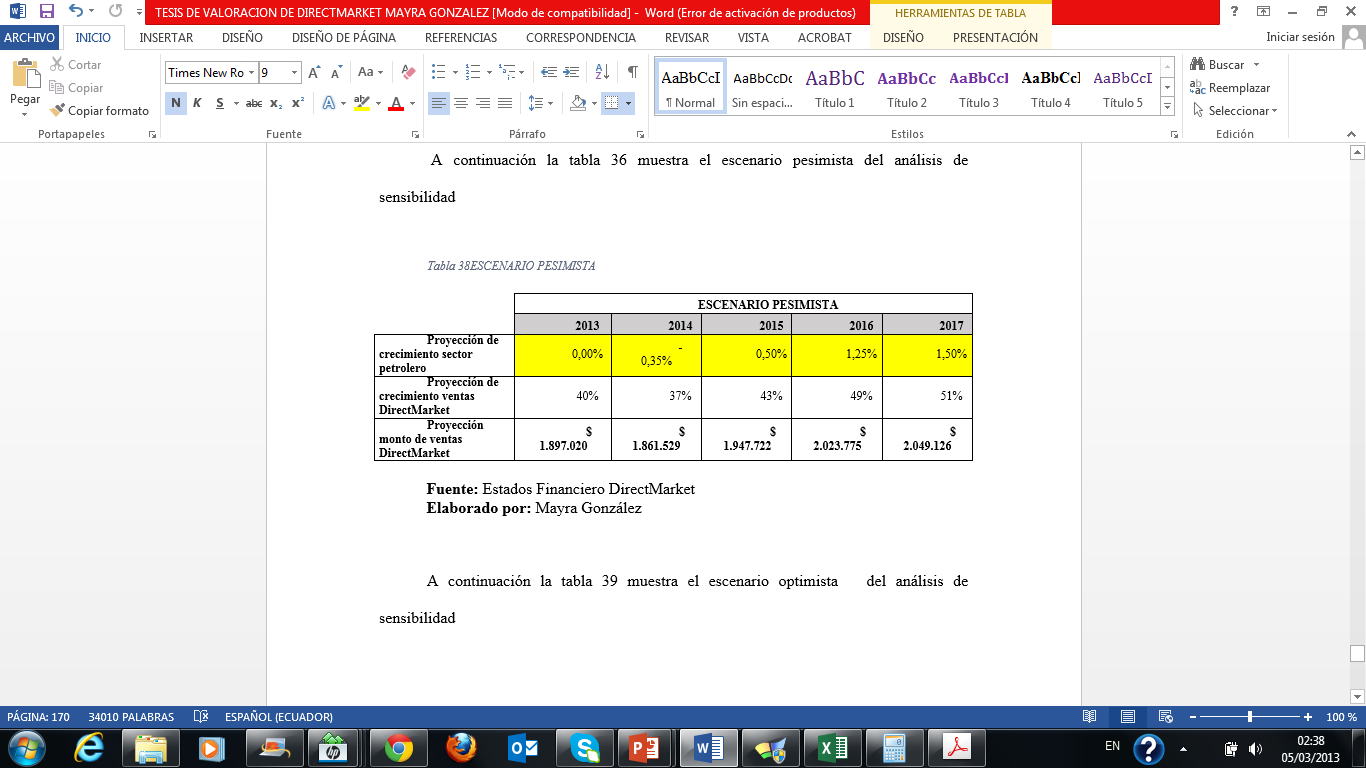 TESIS DE VALORACION DE DIRECTMARKET MAYRA GONZALEZ [Modo de compatibilidad] - Word (Error de activación de productos)
HERRAMIENTAS DE TABLA
ARCHIVO INICIO INSERTAR DISEÑO DISEÑO DE PÁGINA REFERENCIAS CORRESPONDENCIA REVISAR VISTA ACROBAT DISEÑO PRESENTACIÓN Iniciar sesión
Pegar
Cortar
Copiar
Copiar formato
Portapapeles
Times New Ro 9
N K S abc x₂ x²
Fuente
Párrafo
AaBbCcI AaBbCcDc AaBbC AaBbCc AaBbCcI AaBbCcI AaBbCcI
¶ Normal Sin espaci... Título 1 Título 2 Título 3 Título 4 Título 5
Estilos
Buscar
Reemplazar
Seleccionar
Edición
A continuación la tabla 36 muestra el escenario pesimista del análisis de
sensibilidad
Tabla 38ESCENARIO PESIMISTA
ESCENARIO PESIMISTA
2013 2014 2015 2016 2017
Proyección de
crecimiento sector
petrolero
0,00% -
0,35% 0,50% 1,25% 1,50%
Proyección de
crecimiento ventas
DirectMarket
40% 37% 43% 49% 51%
Proyección
monto de ventas
DirectMarket
$ $ $ $ $
1.897.020 1.861.529 1.947.722 2.023.775 2.049.126
Fuente: Estados Financiero DirectMarket
Elaborado por: Mayra González
A continuación la tabla 39 muestra el escenario optimista del análisis de
sensibilidad
PÁGINA: 170 34010 PALABRAS ESPAÑOL (ECUADOR) 100 %
EN
02:38
05/03/2013